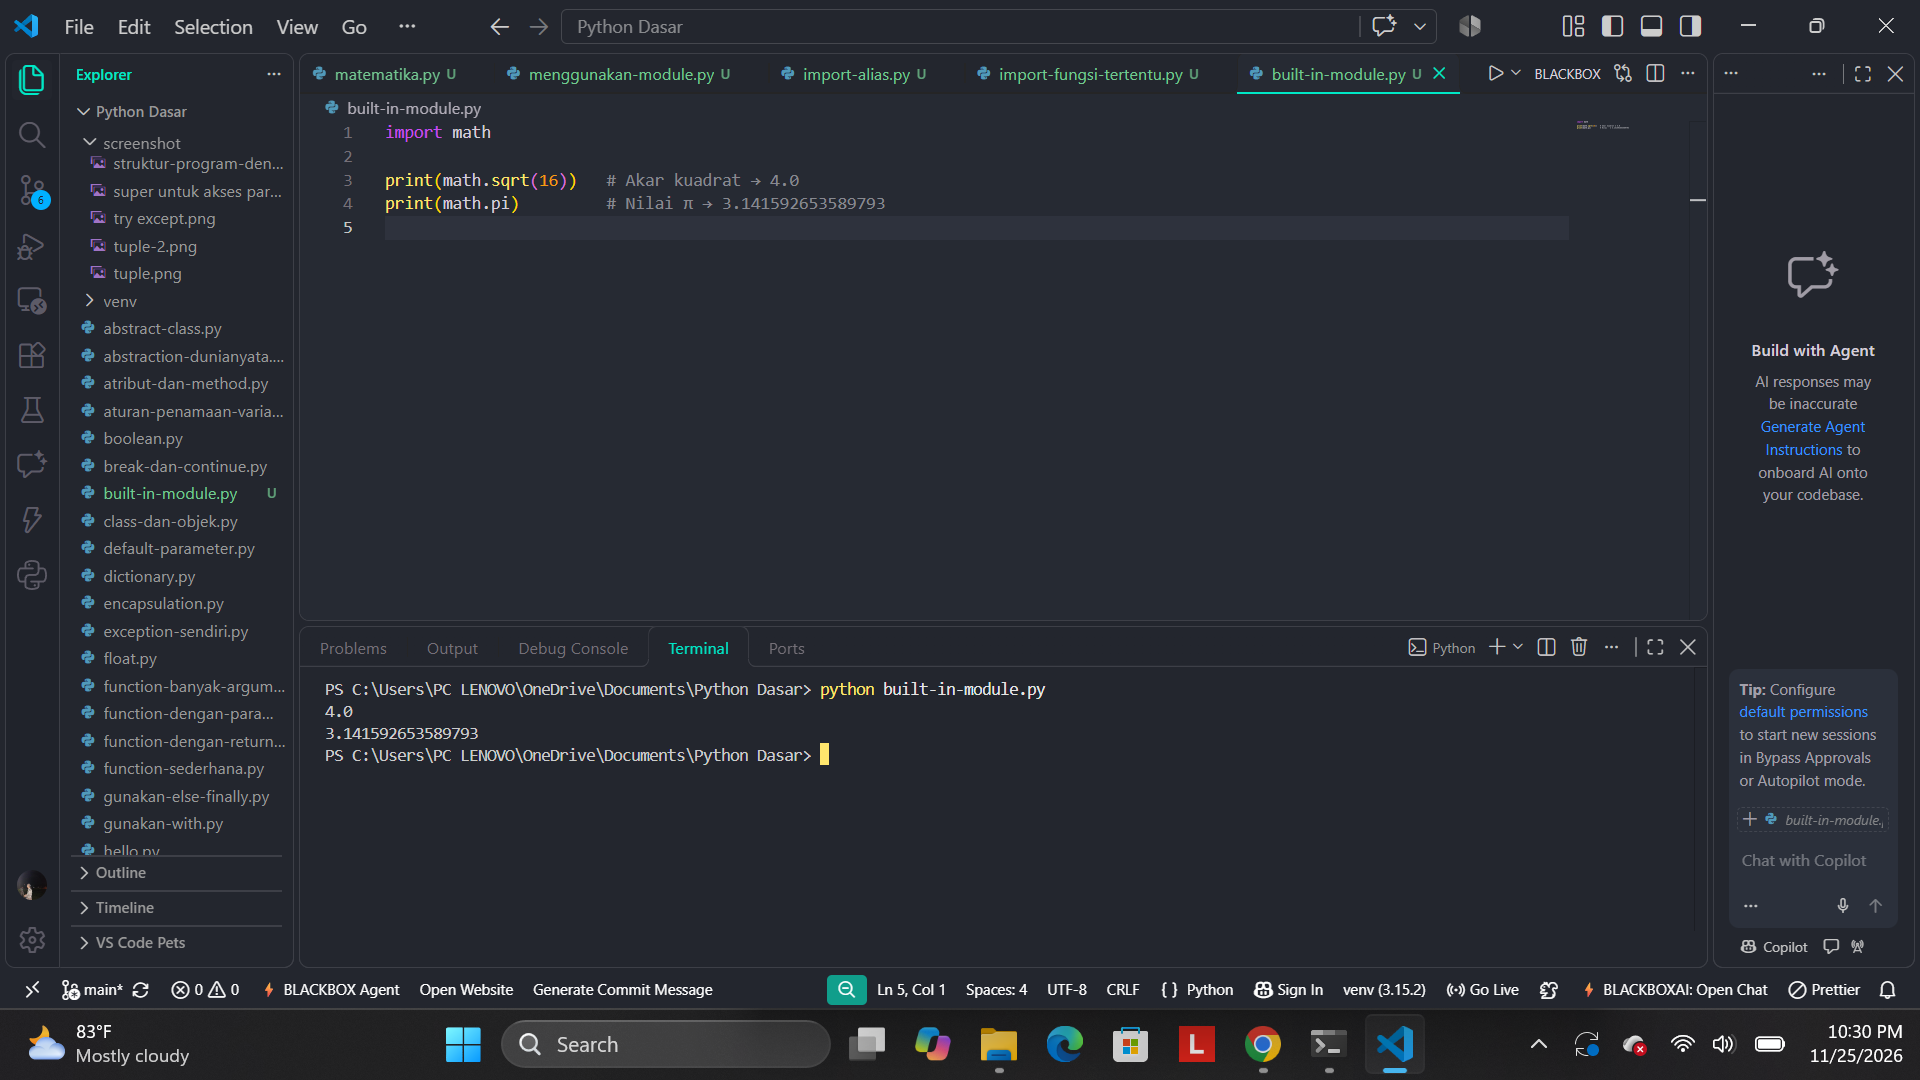 File Edit Selection View Go ···
Python Dasar
Explorer
Python Dasar
screenshot
struktur-program-den...
super untuk akses par...
try except.png
tuple-2.png
tuple.png
venv
abstract-class.py
abstraction-dunianyata....
atribut-dan-method.py
aturan-penamaan-varia...
boolean.py
break-dan-continue.py
built-in-module.py U
class-dan-objek.py
default-parameter.py
dictionary.py
encapsulation.py
exception-sendiri.py
float.py
function-banyak-argum...
function-dengan-para...
function-dengan-return...
function-sederhana.py
gunakan-else-finally.py
gunakan-with.py
hello.py
Outline
Timeline
VS Code Pets
6
matematika.py U menggunakan-module.py U import-alias.py U import-fungsi-tertentu.py U built-in-module.py U BLACKBOX
built-in-module.py
1 import math
2
3 print(math.sqrt(16)) # Akar kuadrat → 4.0
4 print(math.pi) # Nilai π → 3.141592653589793
5
Problems Output Debug Console Terminal Ports Python
PS C:\Users\PC LENOVO\OneDrive\Documents\Python Dasar> python built-in-module.py
4.0
3.141592653589793
PS C:\Users\PC LENOVO\OneDrive\Documents\Python Dasar>
Build with Agent
AI responses may
be inaccurate
Generate Agent
Instructions to
onboard AI onto
your codebase.
Tip: Configure
default permissions
to start new sessions
in Bypass Approvals
or Autopilot mode.
built-in-module.
Chat with Copilot
Copilot
main* 0 0 BLACKBOX Agent Open Website Generate Commit Message Ln 5, Col 1 Spaces: 4 UTF-8 CRLF { } Python Sign In venv (3.15.2) Go Live BLACKBOXAI: Open Chat Prettier
83°F
Mostly cloudy
Search
L
10:30 PM
11/25/2026